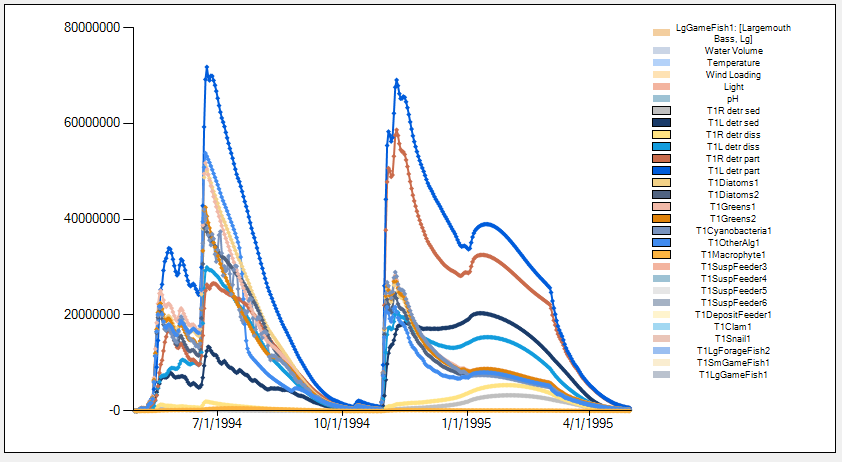 80000000
60000000
40000000
20000000
-0
7/1/1994
10/1/1994
1/1/1995
4/1/1995
LgGameFish1: [Largemouth
Bass, Lg]
Water Volume
Temperature
Wind Loading
Light
pH
T1R detr sed
T1L detr sed
T1R detr diss
T1L detr diss
T1R detr part
T1L detr part
T1Diatoms1
T1Diatoms2
T1Greens1
T1Greens2
T1Cyanobacteria1
T1OtherAlg1
T1Macrophyte1
T1SuspFeeder3
T1SuspFeeder4
T1SuspFeeder5
T1SuspFeeder6
T1DepositFeeder1
T1Clam1
T1Snail1
T1LgForageFish2
T1SmGameFish1
T1LgGameFish1